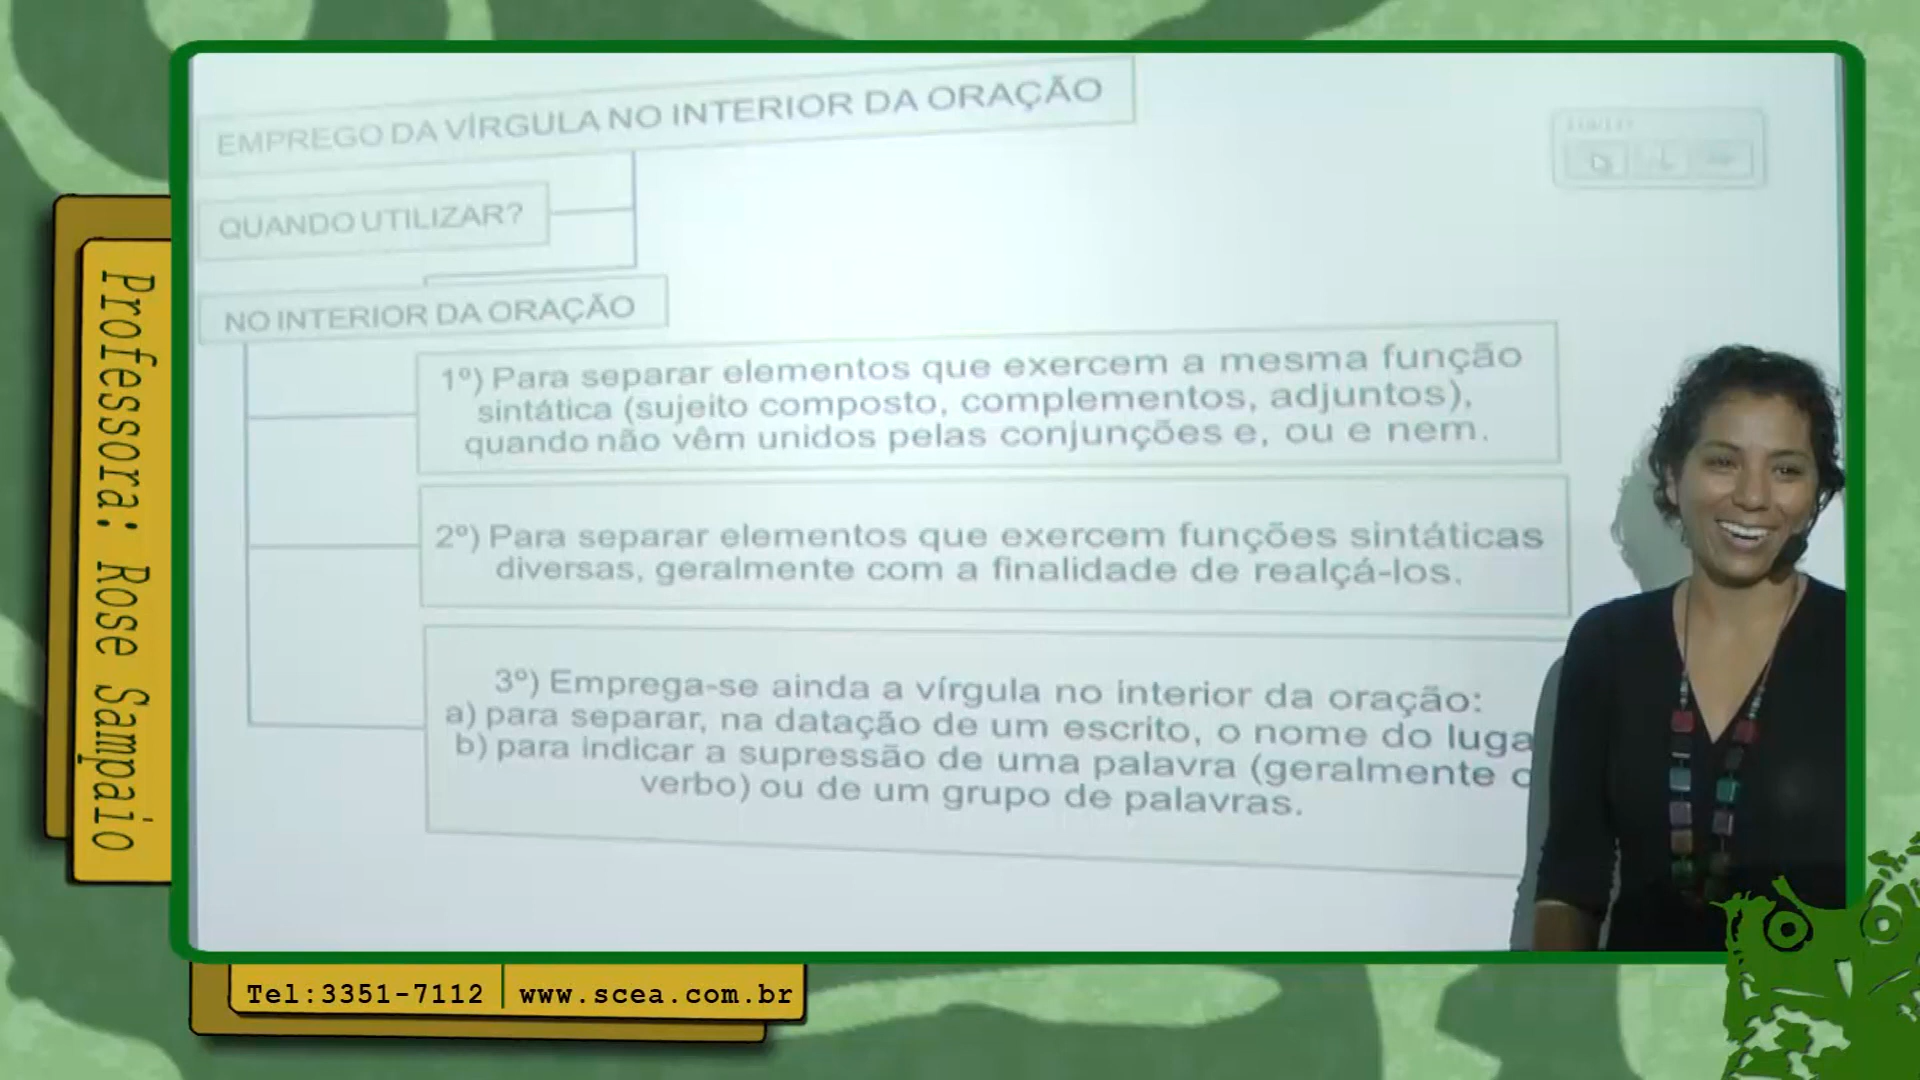 EMPREGO DA VÍRGULA NO INTERIOR DA ORAÇÃO
QUANDO UTILIZAR?
NO INTERIOR DA ORAÇÃO
1º) Para separar elementos que exercem a mesma função
sintática (sujeito composto, complementos, adjuntos),
quando não vêm unidos pelas conjunções e, ou e nem.
2º) Para separar elementos que exercem funções sintáticas
diversas, geralmente com a finalidade de realçá-los.
3º) Emprega-se ainda a vírgula no interior da oração:
a) para separar, na datação de um escrito, o nome do luga
b) para indicar a supressão de uma palavra (geralmente o
verbo) ou de um grupo de palavras.
Professora: Rose Sampaio
Tel:3351-7112
www.scea.com.br